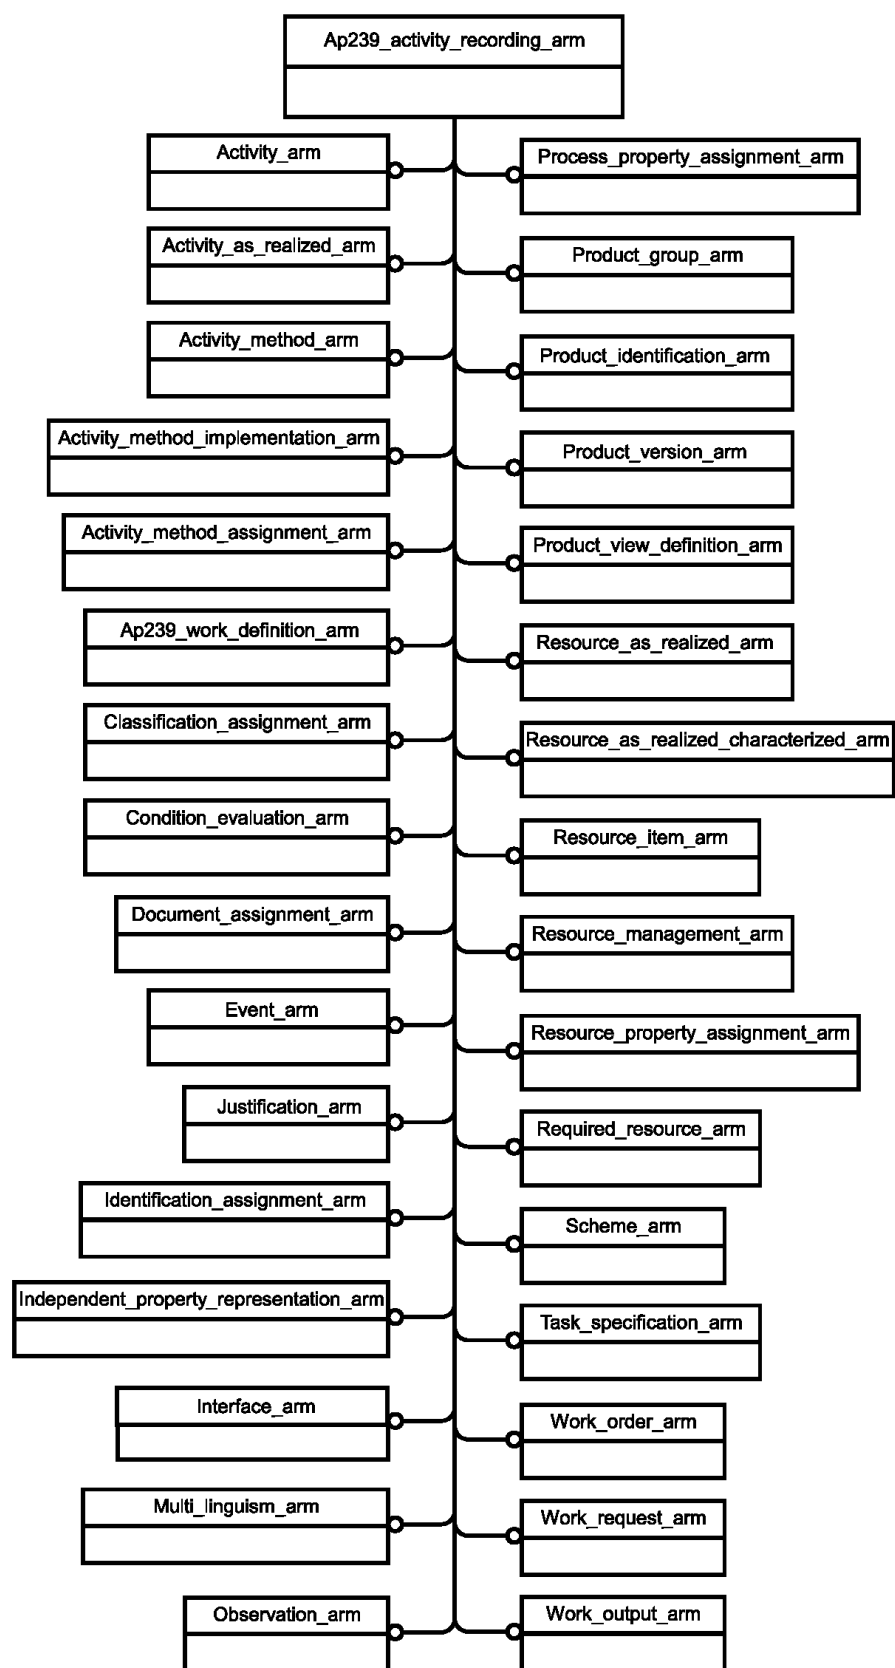 Ap239_activity_recording_arm
Activity_arm
Activity_as_realized_arm
Activity_method_arm
Activity_method_implementation_arm
Activity_method_assignment_arm
Ap239_work_definition_arm
Classification_assignment_arm
Condition_evaluation_arm
Document_assignment_arm
Event_arm
Justification_arm
Identification_assignment_arm
Independent_property_representation_arm
Interface_arm
Multi_linguism_arm
Observation_arm
Process_property_assignment_arm
Product_group_arm
Product_identification_arm
Product_version_arm
Product_view_definition_arm
Resource_as_realized_arm
Resource_as_realized_characterized_arm
Resource_item_arm
Resource_management_arm
Resource_property_assignment_arm
Required_resource_arm
Scheme_arm
Task_specification_arm
Work_order_arm
Work_request_arm
Work_output_arm